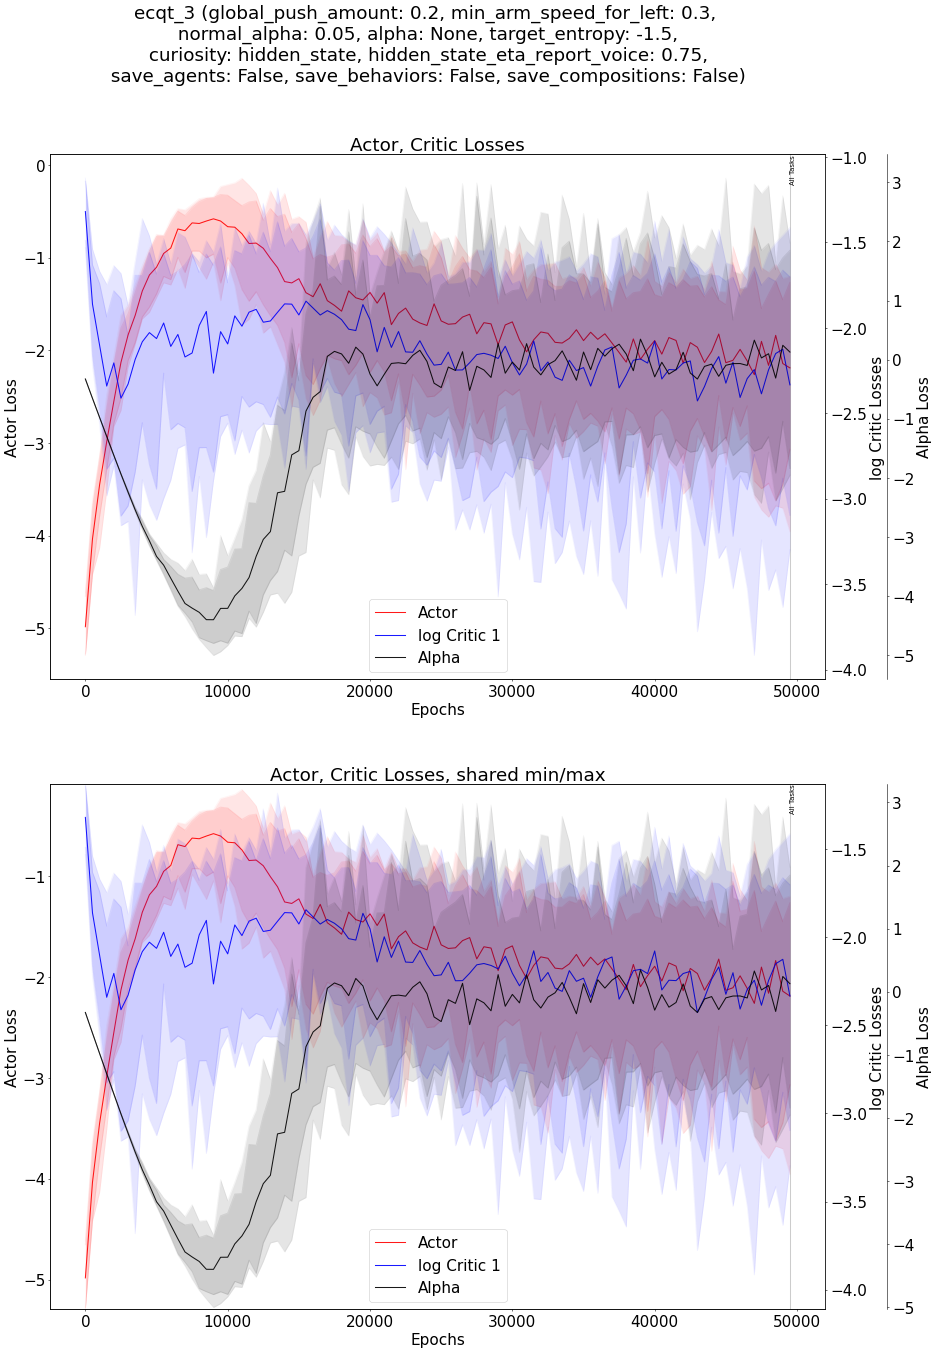 ecqt_3 (global_push_amount: 0.2, min_arm_speed_for_left: 0.3,
normal_alpha: 0.05, alpha: None, target_entropy: -1.5,
curiosity: hidden_state, hidden_state_eta_report_voice: 0.75,
save_agents: False, save_behaviors: False, save_compositions: False)
Actor, Critic Losses
All Tasks
0
−1
−2
−3
−4
−5
Actor Loss
−1.0
−1.5
−2.0
−2.5
−3.0
−3.5
−4.0
log Critic Losses
3
2
1
0
−1
−2
−3
−4
−5
Alpha Loss
Actor
log Critic 1
Alpha
0
10000
20000
30000
40000
50000
Epochs
Actor, Critic Losses, shared min/max
All Tasks
−1
−2
−3
−4
−5
Actor Loss
−1.5
−2.0
−2.5
−3.0
−3.5
−4.0
log Critic Losses
3
2
1
0
−1
−2
−3
−4
−5
Alpha Loss
Actor
log Critic 1
Alpha
0
10000
20000
30000
40000
50000
Epochs